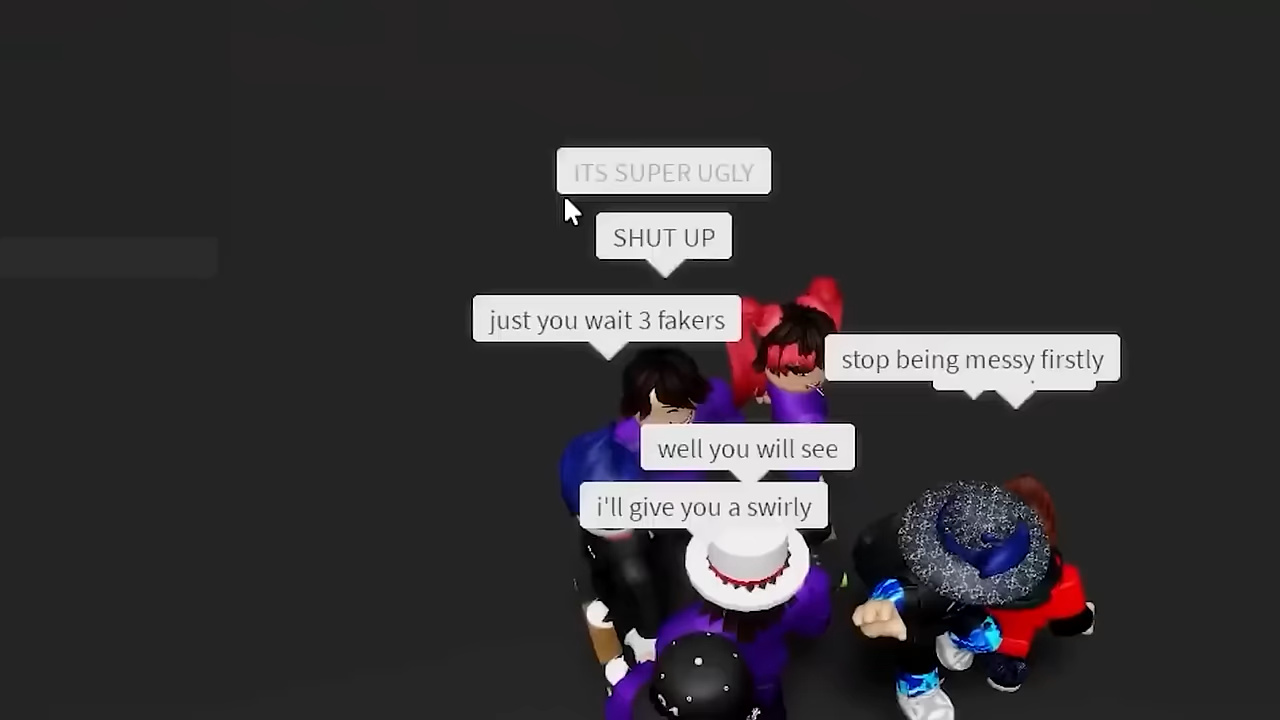 ITS SUPER UGLY
SHUT UP
just you wait 3 fakers
stop being messy firstly
well you will see
i'll give you a swirly